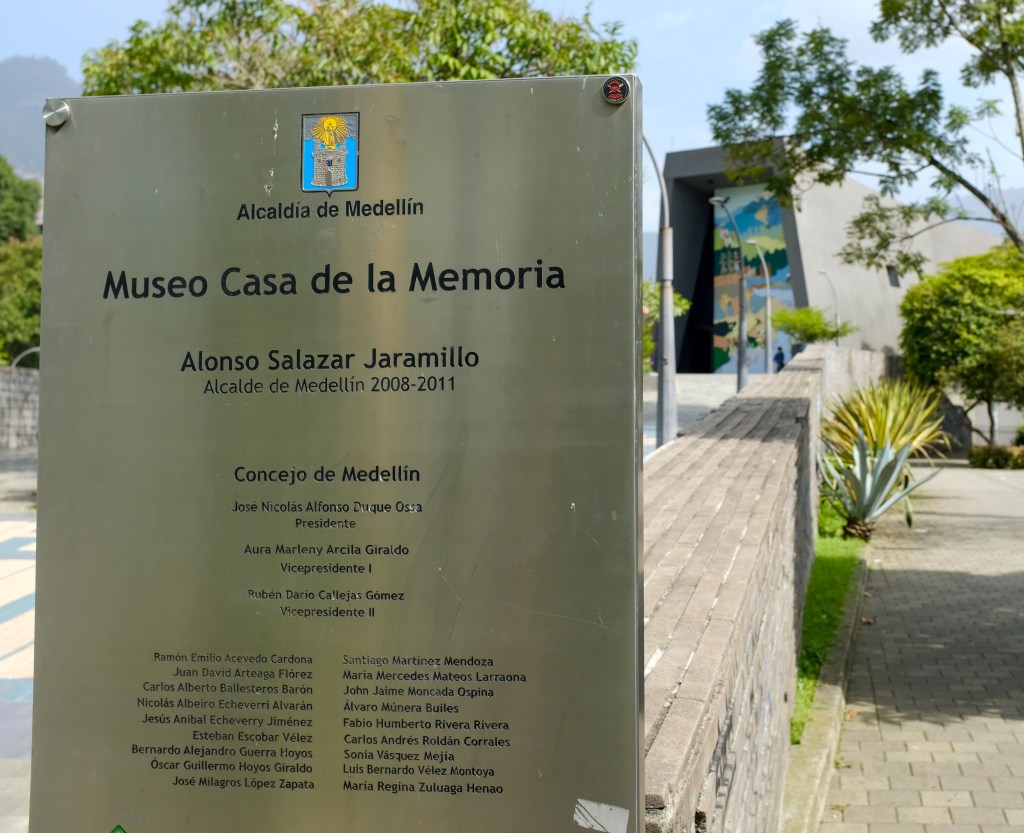 Alcaldía de Medellín
Museo Casa de la Memoria
Alonso Salazar Jaramillo
Alcalde de Medellín 2008-2011
Concejo de Medellín
José Nicolás Alfonso Duque Ossa
Presidente
Aura Marleny Arcila Giraldo
Vicepresidente I
Rubén Darío Callejas Gómez
Vicepresidente II
Ramón Emilio Acevedo Cardona
Juan David Arteaga Flórez
Carlos Alberto Ballesteros Barón
Nicolás Albeiro Echeverri Alvarán
Jesús Aníbal Echeverry Jiménez
Esteban Escobar Vélez
Bernardo Alejandro Guerra Hoyos
Óscar Guillermo Hoyos Giraldo
José Milagros López Zapata
Santiago Martínez Mendoza
María Mercedes Mateos Larraona
John Jaime Moncada Ospina
Álvaro Múnera Builes
Fabio Humberto Rivera Rivera
Carlos Andrés Roldán Corrales
Sonia Vásquez Mejía
Luis Bernardo Vélez Montoya
María Regina Zuluaga Henao